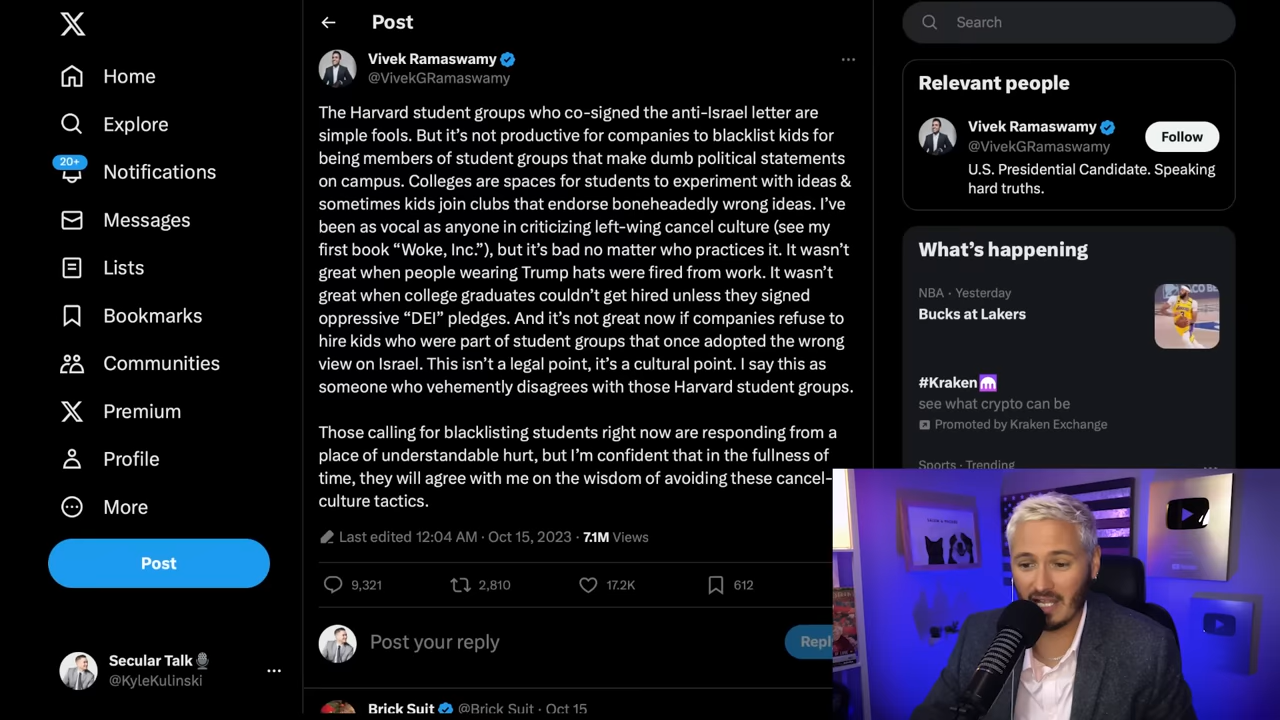 Home
Explore
20+
Notifications
Messages
Lists
Bookmarks
Communities
Premium
Profile
More
Post
Secular Talk🎙️
@KyleKulinski
Post
Vivek Ramaswamy
@VivekGRamaswamy
The Harvard student groups who co-signed the anti-Israel letter are
simple fools. But it’s not productive for companies to blacklist kids for
being members of student groups that make dumb political statements
on campus. Colleges are spaces for students to experiment with ideas &
sometimes kids join clubs that endorse boneheadedly wrong ideas. I’ve
been as vocal as anyone in criticizing left-wing cancel culture (see my
first book “Woke, Inc.”), but it’s bad no matter who practices it. It wasn’t
great when people wearing Trump hats were fired from work. It wasn’t
great when college graduates couldn’t get hired unless they signed
oppressive “DEI” pledges. And it’s not great now if companies refuse to
hire kids who were part of student groups that once adopted the wrong
view on Israel. This isn’t a legal point, it’s a cultural point. I say this as
someone who vehemently disagrees with those Harvard student groups.
Those calling for blacklisting students right now are responding from a
place of understandable hurt, but I’m confident that in the fullness of
time, they will agree with me on the wisdom of avoiding these cancel-
culture tactics.
Last edited 12:04 AM · Oct 15, 2023 · 7.1M Views
9,321 2,810 17.2K 612
Post your reply
Repl
Brick Suit @Brick Suit · Oct 15
Search
Relevant people
Vivek Ramaswamy
@VivekGRamaswamy
Follow
U.S. Presidential Candidate. Speaking
hard truths.
What’s happening
NBA · Yesterday
Bucks at Lakers
#Kraken
see what crypto can be
Promoted by Kraken Exchange
Sports · Trending